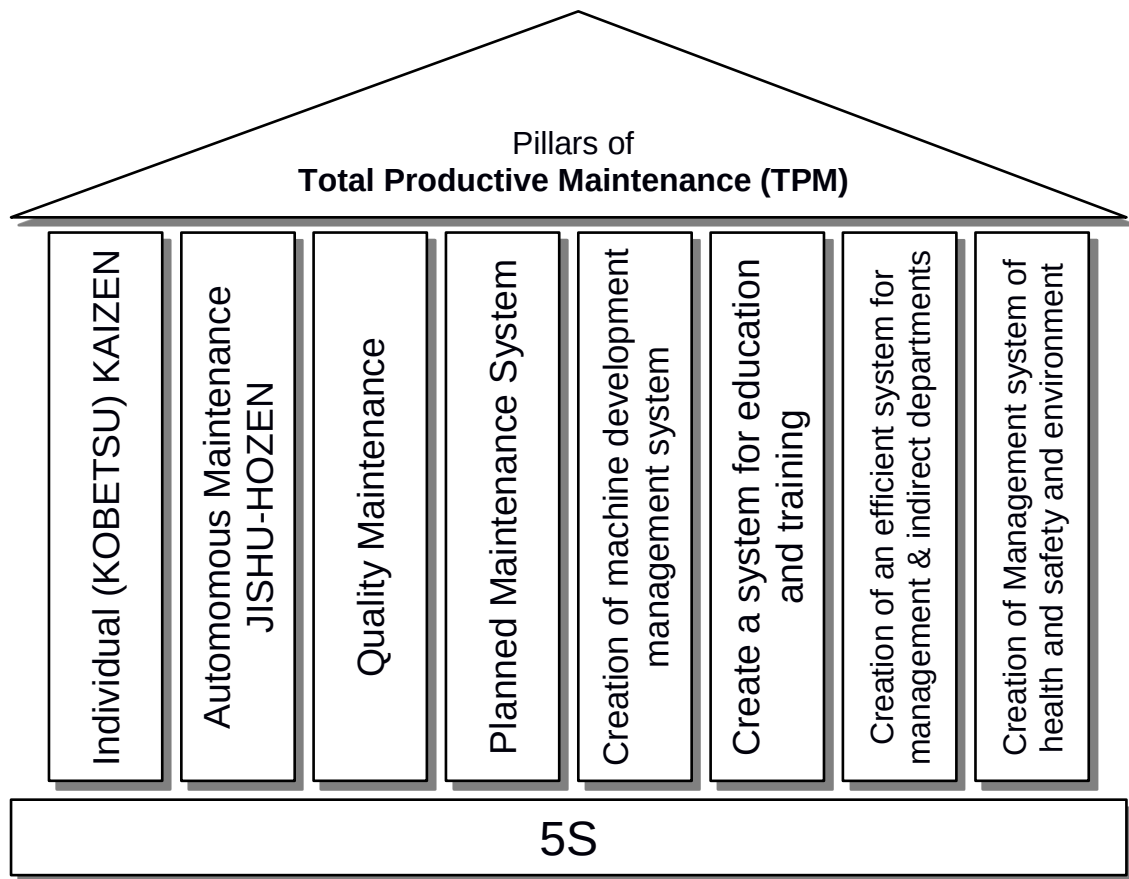 Pillars of
Total Productive Maintenance (TPM)
Individual (KOBETSU) KAIZEN
Automomous Maintenance
JISHU-HOZEN
Quality Maintenance
Planned Maintenance System
Creation of machine development
management system
Create a system for education
and training
Creation of an efficient system for
management & indirect departments
Creation of Management system of
health and safety and environment
5S